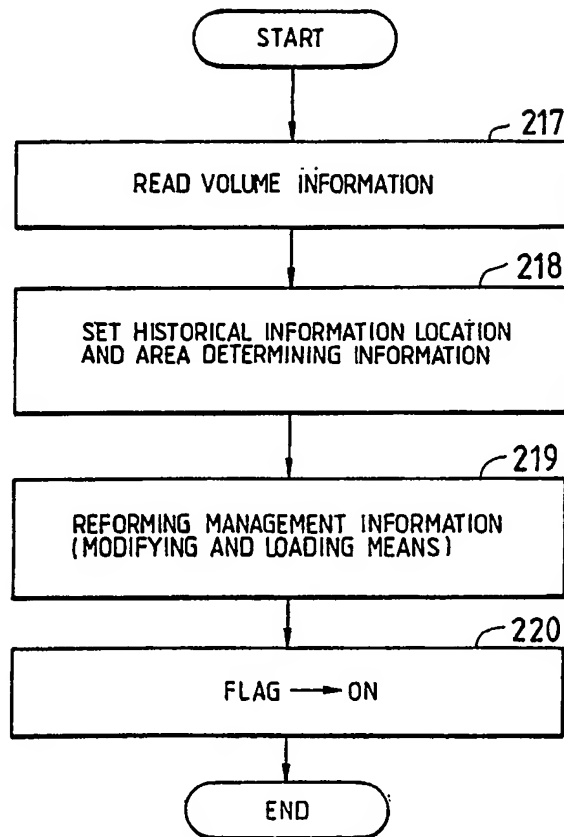 START
217
READ VOLUME INFORMATION
218
SET HISTORICAL INFORMATION LOCATION
AND AREA DETERMINING INFORMATION
219
REFORMING MANAGEMENT INFORMATION
(MODIFYING AND LOADING MEANS)
220
FLAG → ON
END